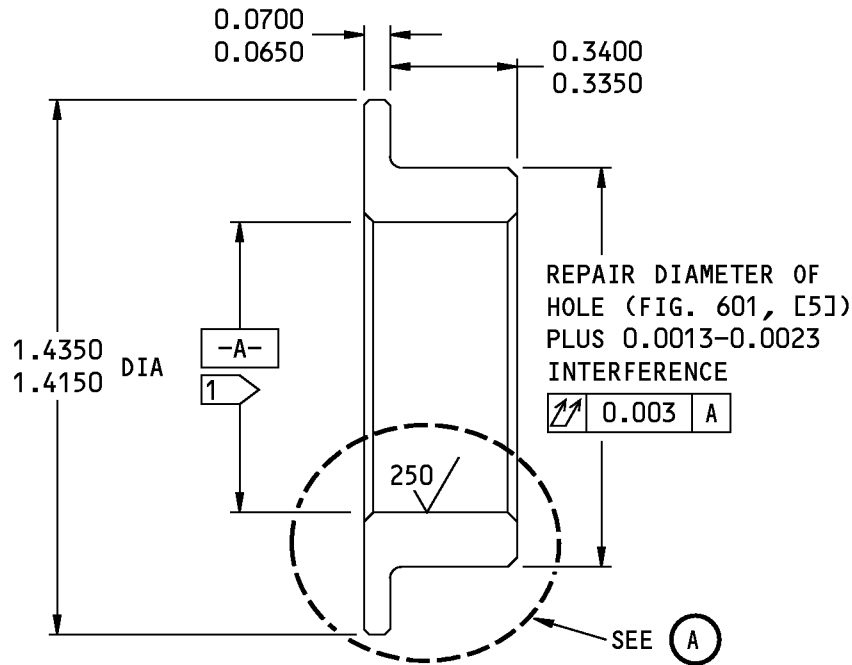 0.0700
0.0650
0.3400
0.3350
1.4350
1.4150
DIA
-A-
1
REPAIR DIAMETER OF
HOLE (FIG. 601, [5])
PLUS 0.0013-0.0023
INTERFERENCE
0.003 A
250
SEE A